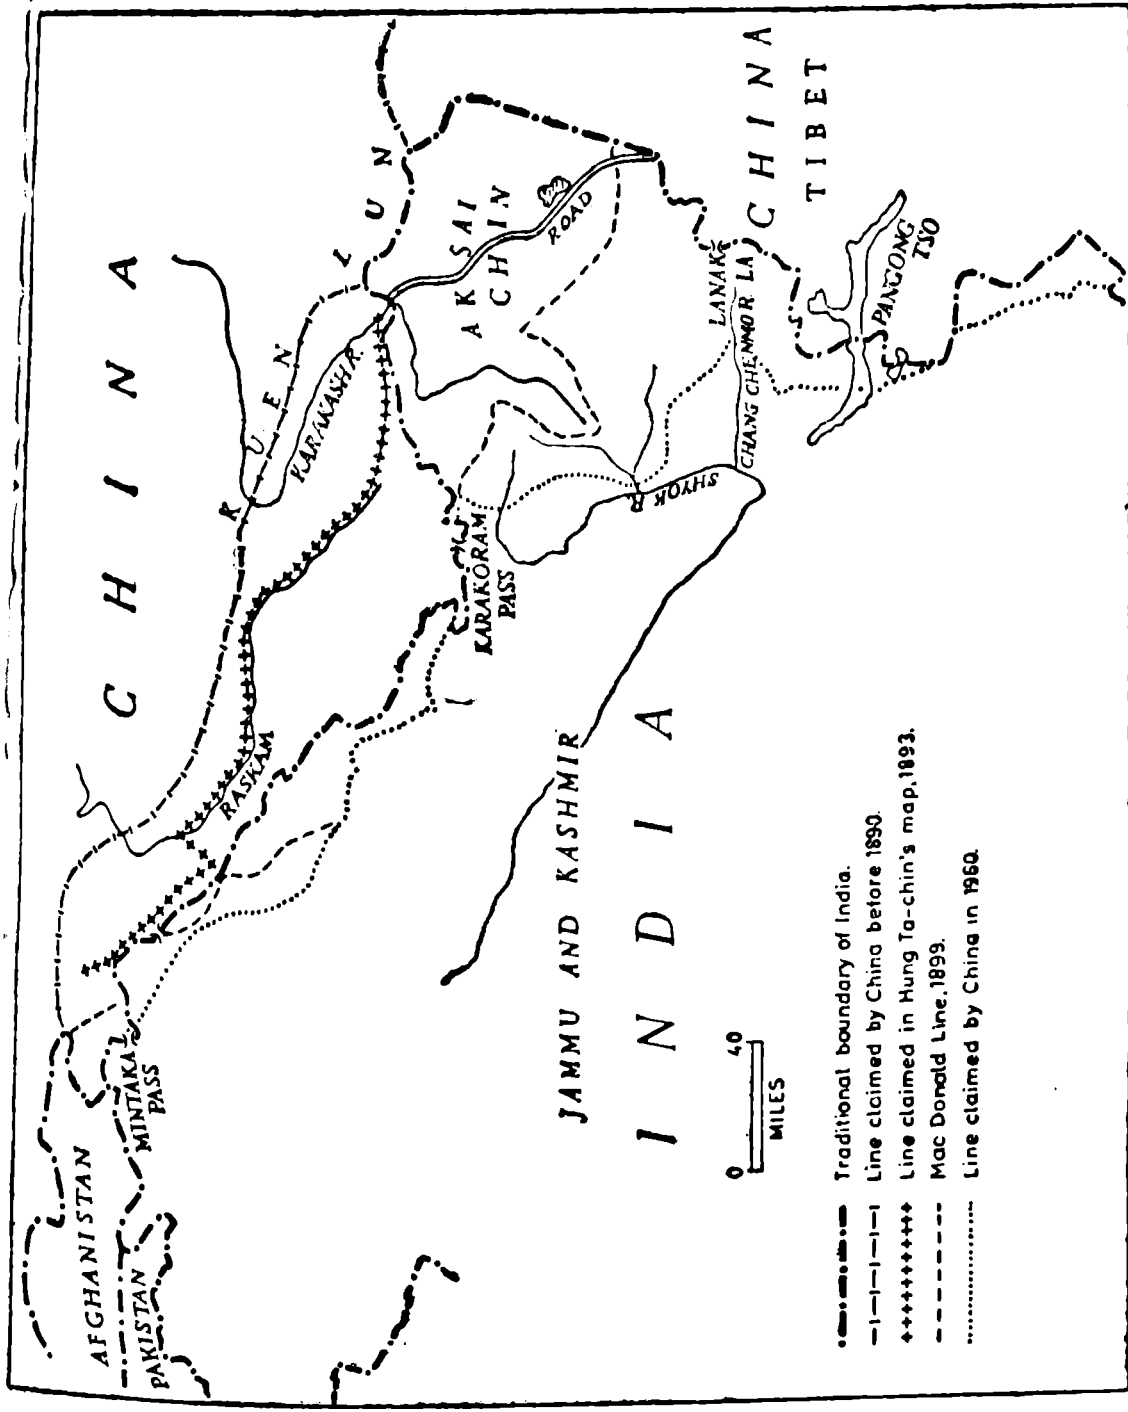 CHINA
KUEN LUN
KARAKASH R.
RASKAM
AKSAI
CHIN
ROAD
AFGHANISTAN
PAKISTAN
MINTAKA
PASS
KARAKORAM
PASS
SHYOK
R.
LANAK LA
CHANG CHENMO R.
PANGONG
TSO
CHINA
TIBET
JAMMU AND KASHMIR
INDIA
0 40
MILES
Traditional boundary of India.
Line claimed by China before 1890.
Line claimed in Hung Ta-chin's map, 1893.
Mac Donald Line, 1899.
Line claimed by China in 1960.